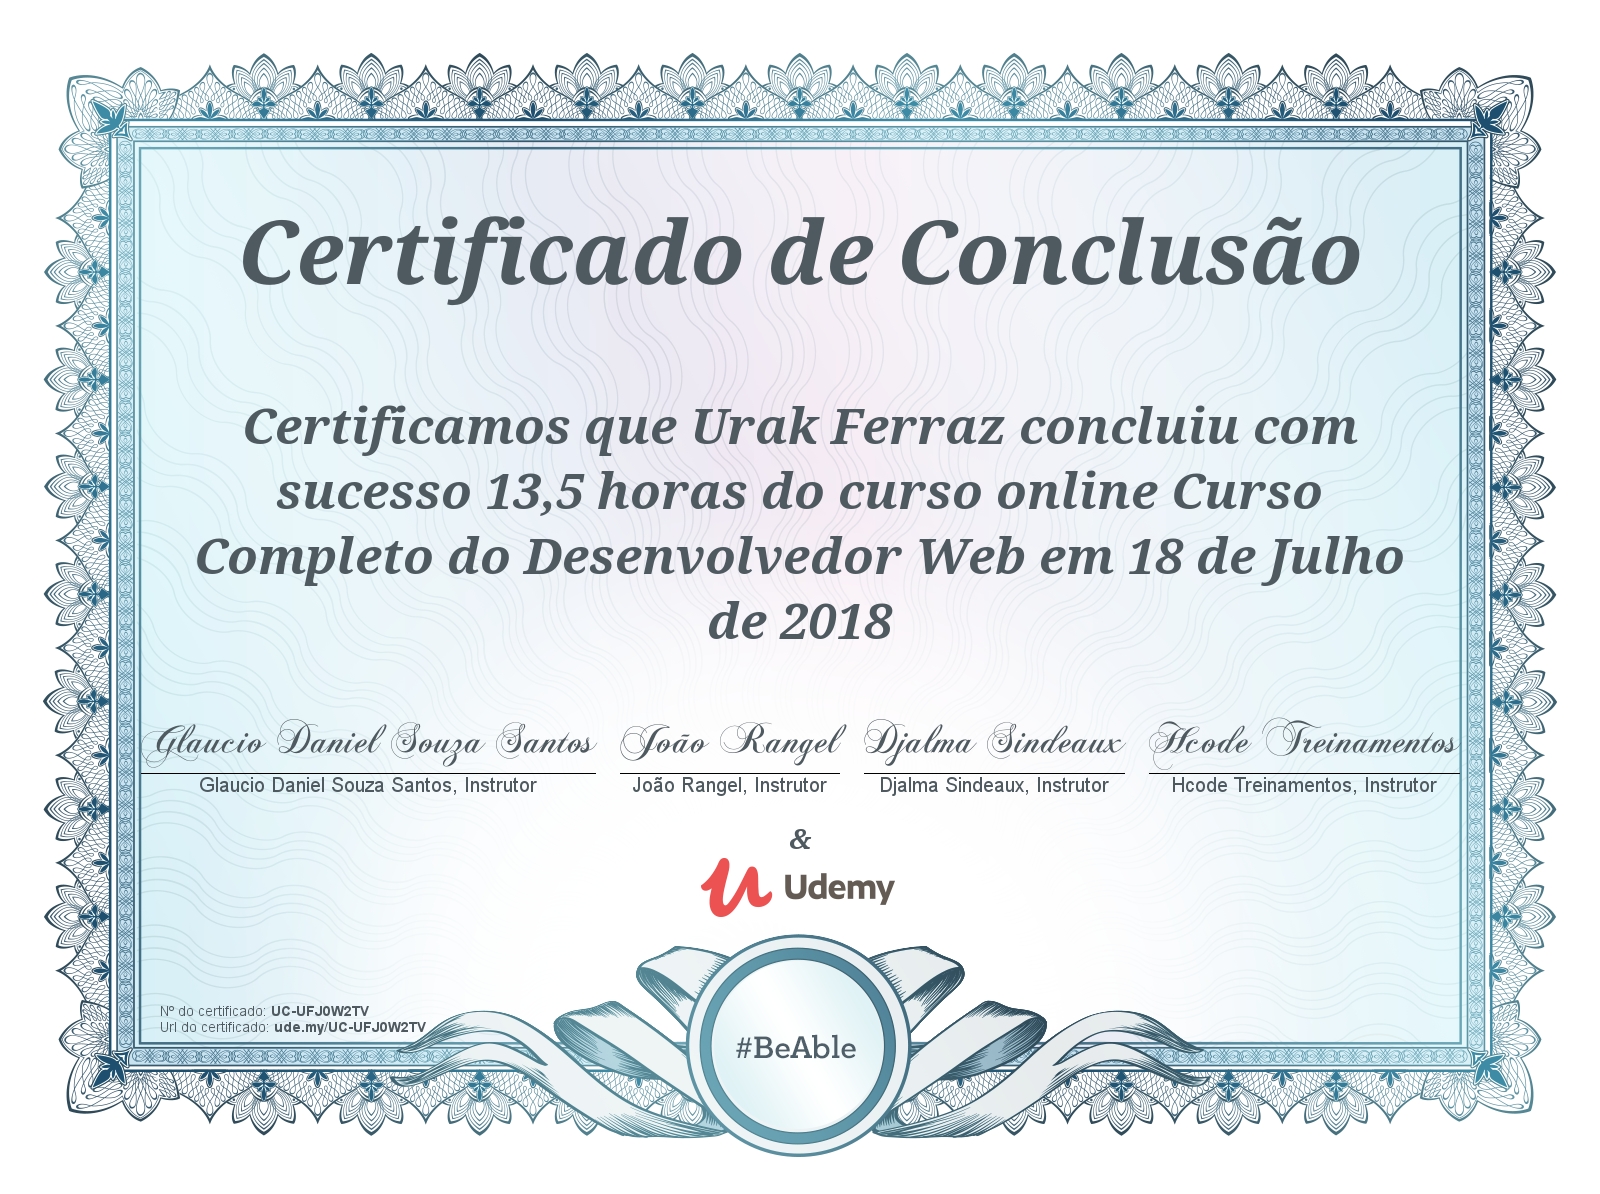 Certificado de Conclusão
Certificamos que Urak Ferraz concluiu com
sucesso 13,5 horas do curso online Curso
Completo do Desenvolvedor Web em 18 de Julho
de 2018
Glaucio Daniel Souza Santos João Rangel Djalma Sindeaux Hcode Treinamentos
Glaucio Daniel Souza Santos, Instrutor João Rangel, Instrutor Djalma Sindeaux, Instrutor Hcode Treinamentos, Instrutor
&
Udemy
Nº do certificado: UC-UFJ0W2TV
Url do certificado: ude.my/UC-UFJ0W2TV
#BeAble